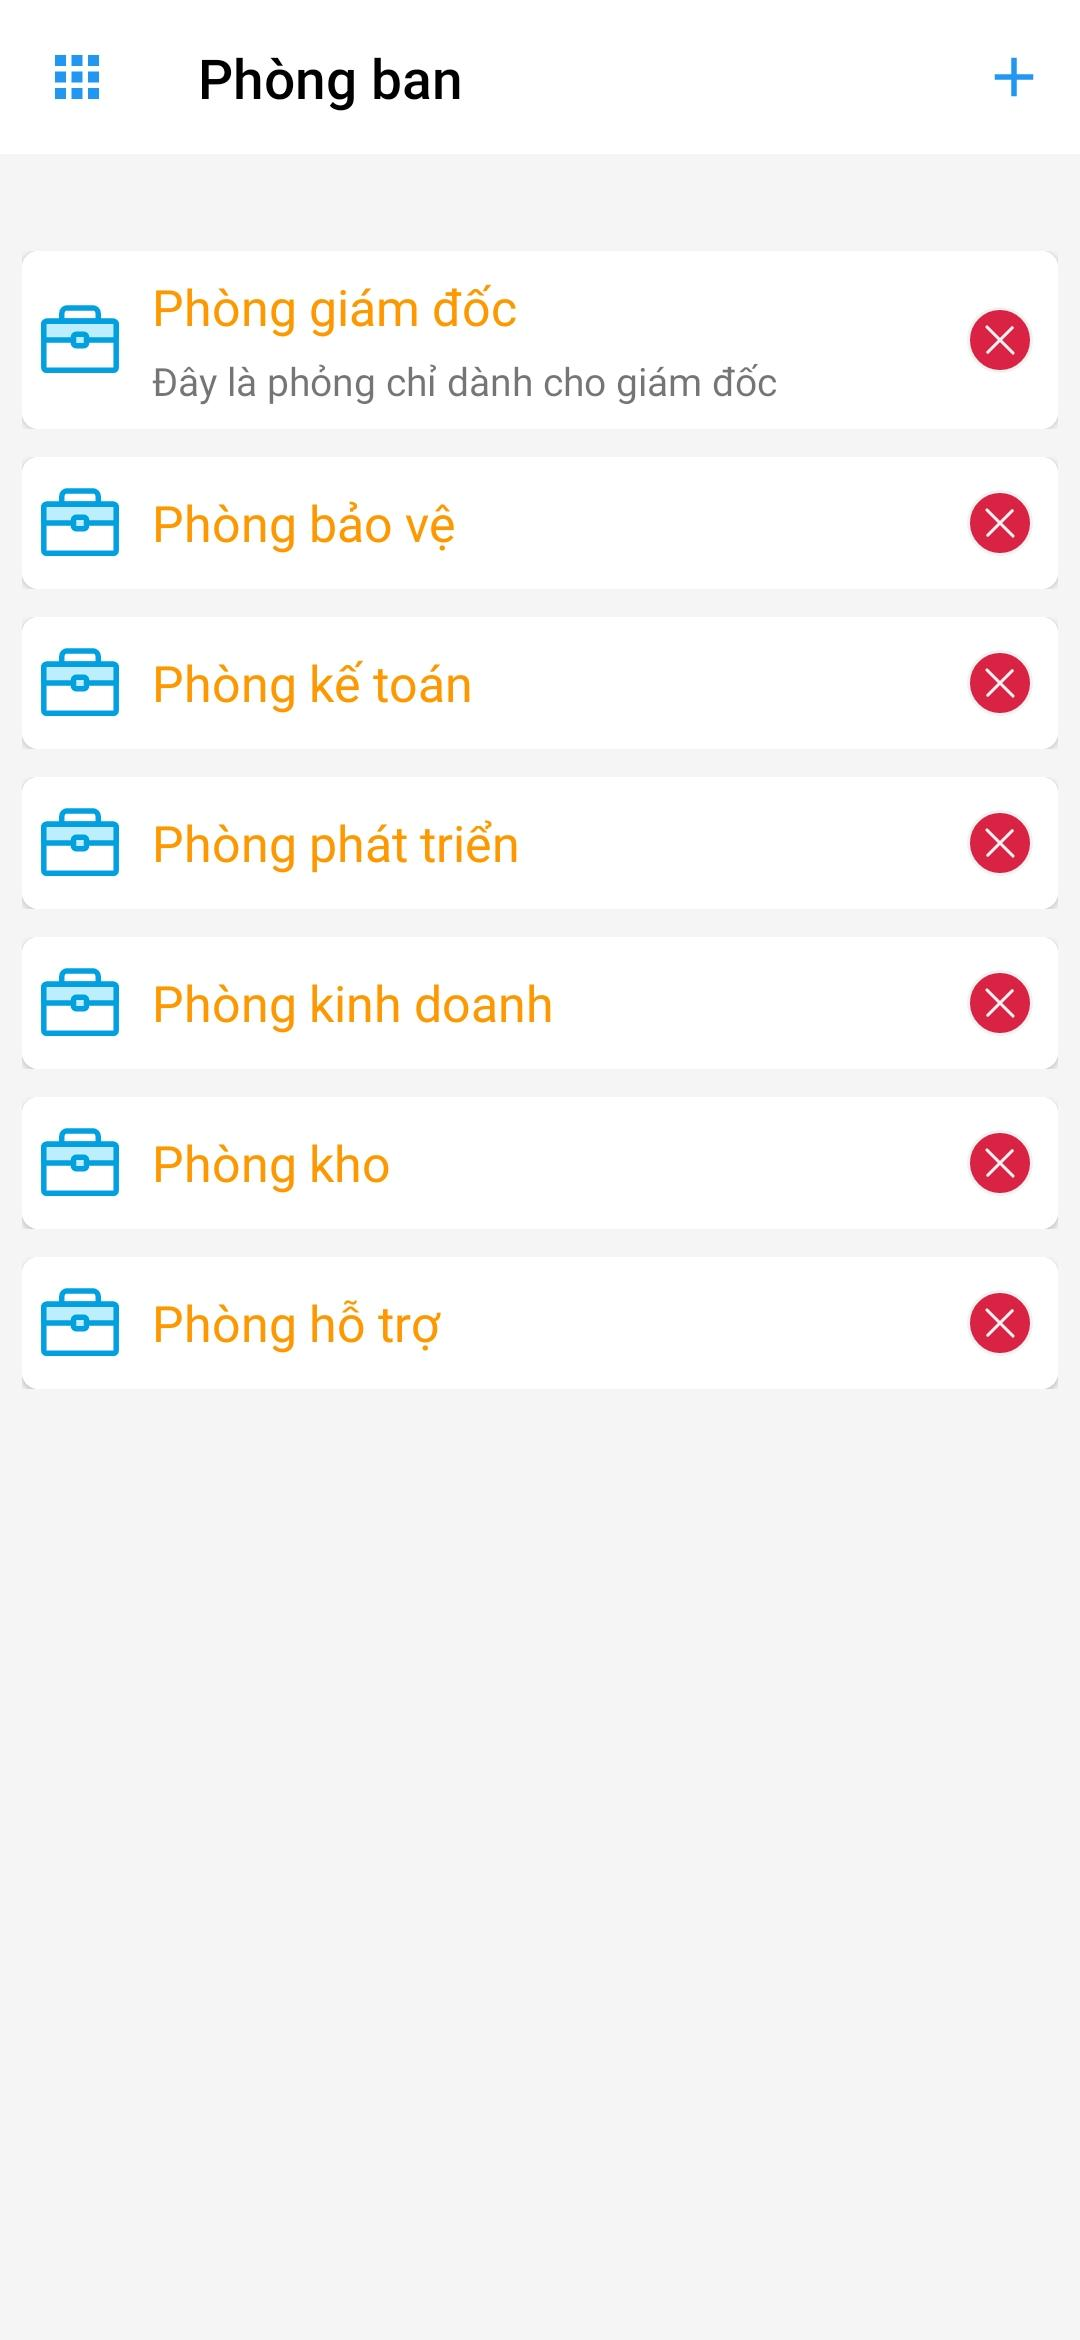 Phòng ban
Phòng giám đốc
Đây là phỏng chỉ dành cho giám đốc
Phòng bảo vệ
Phòng kế toán
Phòng phát triển
Phòng kinh doanh
Phòng kho
Phòng hỗ trợ